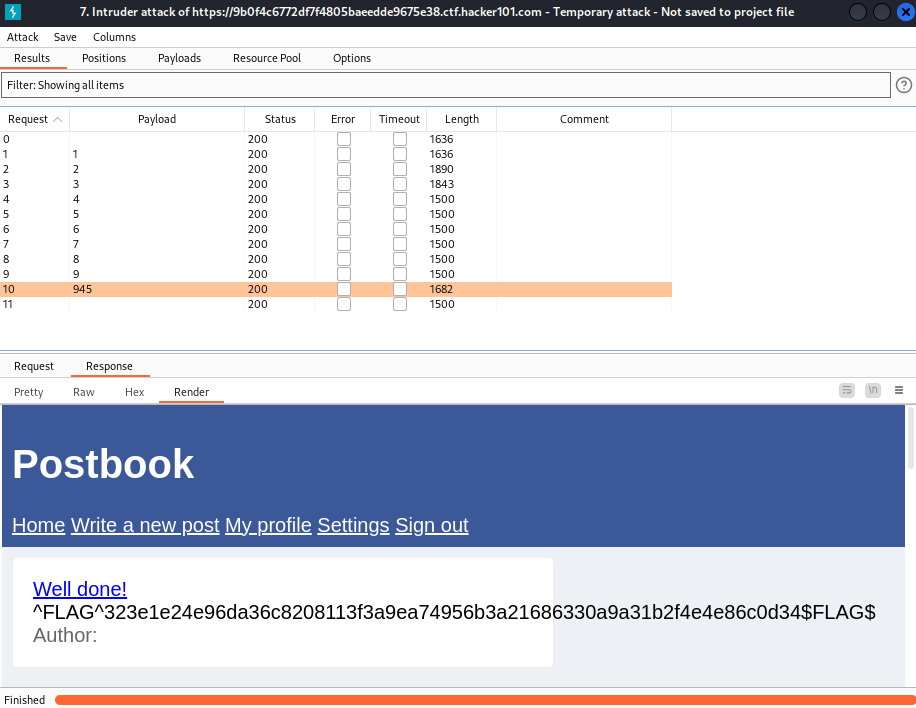 7. Intruder attack of https://9b0f4c6772df7f4805baeedde9675e38.ctf.hacker101.com - Temporary attack - Not saved to project file
Attack Save Columns
Results Positions Payloads Resource Pool Options
Filter: Showing all items ?
Request Payload Status Error Timeout Length Comment
0 200 1636
1 1 200 1636
2 2 200 1890
3 3 200 1843
4 4 200 1500
5 5 200 1500
6 6 200 1500
7 7 200 1500
8 8 200 1500
9 9 200 1500
10 945 200 1682
11 200 1500
Request Response
Pretty Raw Hex Render \n
Postbook
Home Write a new post My profile Settings Sign out
Well done!
^FLAG^323e1e24e96da36c8208113f3a9ea74956b3a21686330a9a31b2f4e4e86c0d34$FLAG$
Author:
Finished